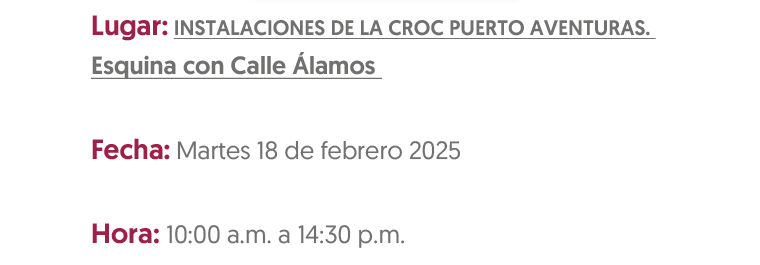 Lugar: INSTALACIONES DE LA CROC PUERTO AVENTURAS.
Esquina con Calle Álamos
Fecha: Martes 18 de febrero 2025
Hora: 10:00 a.m. a 14:30 p.m.